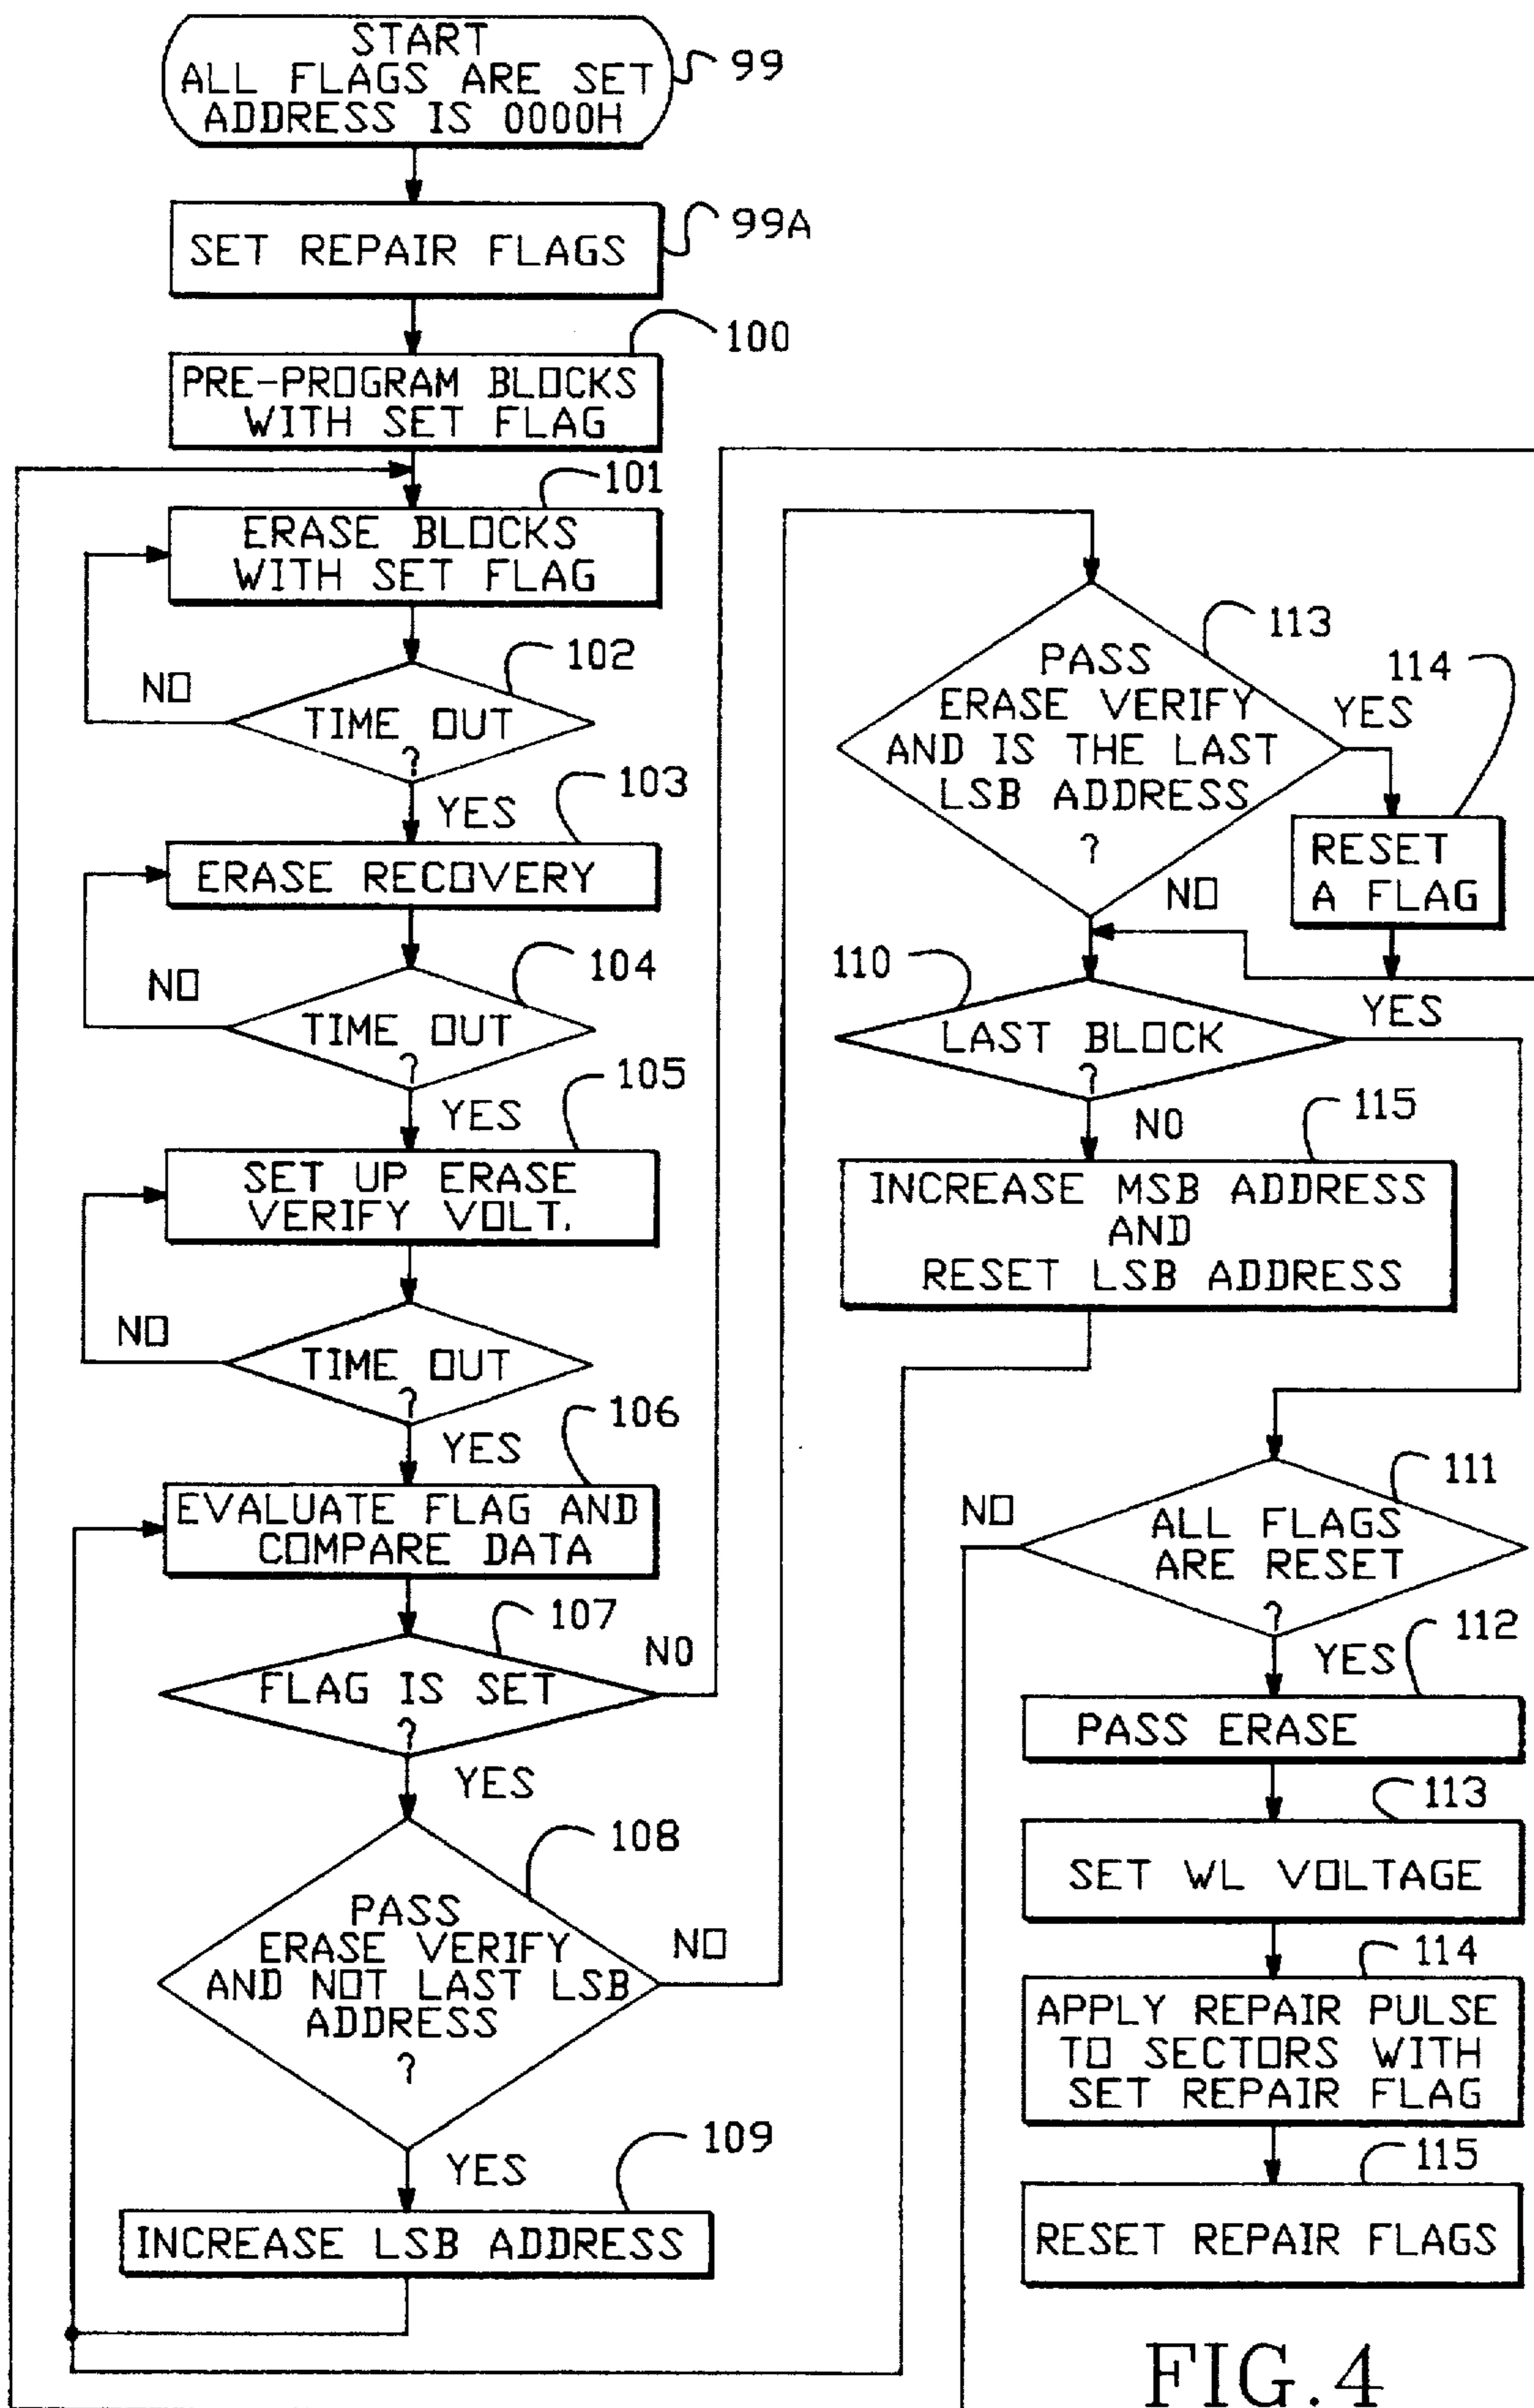 START
ALL FLAGS ARE SET
ADDRESS IS 0000H
99
SET REPAIR FLAGS
99A
PRE-PROGRAM BLOCKS
WITH SET FLAG
100
ERASE BLOCKS
WITH SET FLAG
101
TIME OUT
?
102
NO
YES
ERASE RECOVERY
103
TIME OUT
?
104
NO
YES
SET UP ERASE
VERIFY VOLT.
105
TIME OUT
?
NO
YES
EVALUATE FLAG AND
COMPARE DATA
106
FLAG IS SET
?
107
NO
YES
PASS
ERASE VERIFY
AND NOT LAST LSB
ADDRESS
?
108
NO
YES
INCREASE LSB ADDRESS
109
PASS
ERASE VERIFY
AND IS THE LAST
LSB ADDRESS
?
113
YES
NO
RESET
A FLAG
114
LAST BLOCK
?
110
YES
NO
INCREASE MSB ADDRESS
AND
RESET LSB ADDRESS
115
ALL FLAGS
ARE RESET
?
111
NO
YES
PASS ERASE
112
SET WL VOLTAGE
113
APPLY REPAIR PULSE
TO SECTORS WITH
SET REPAIR FLAG
114
RESET REPAIR FLAGS
115
FIG.4